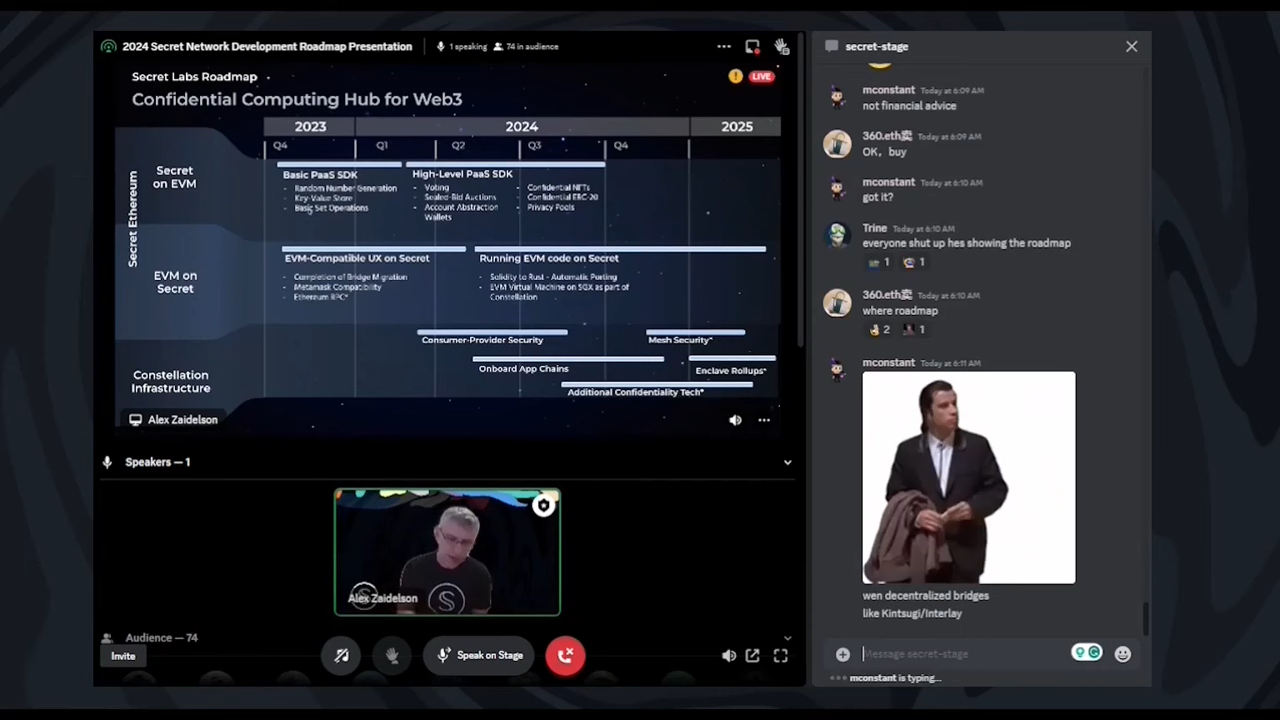 2024 Secret Network Development Roadmap Presentation
1 speaking
74 in audience
Secret Labs Roadmap
LIVE
Confidential Computing Hub for Web3
2023
2024
2025
Q4
Q1
Q2
Q3
Q4
Secret Ethereum
Secret
on EVM
Basic PaaS SDK
- Random Number Generation
- Key-Value Store
- Basic Set Operations
High-Level PaaS SDK
- Voting
- Sealed-Bid Auctions
- Account Abstraction
Wallets
- Confidential NFTs
- Confidential ERC-20
- Privacy Pools
EVM on
Secret
EVM-Compatible UX on Secret
- Completion of Bridge Migration
- Metamask Compatibility
- Ethereum RPC*
Running EVM code on Secret
- Solidity to Rust - Automatic Porting
- EVM Virtual Machine on SGX as part of
Constellation
Constellation
Infrastructure
Consumer-Provider Security
Mesh Security*
Onboard App Chains
Enclave Rollups*
Additional Confidentiality Tech*
Alex Zaidelson
Speakers — 1
Alex Zaidelson
Audience — 74
Invite
Speak on Stage
secret-stage
mconstant Today at 6:09 AM
not financial advice
360.eth卖 Today at 6:09 AM
OK，buy
mconstant Today at 6:10 AM
got it?
Trine Today at 6:10 AM
everyone shut up hes showing the roadmap
1 1
360.eth卖 Today at 6:10 AM
where roadmap
2 1
mconstant Today at 6:11 AM
wen decentralized bridges
like Kintsugi/Interlay
Message secret-stage
mconstant is typing...